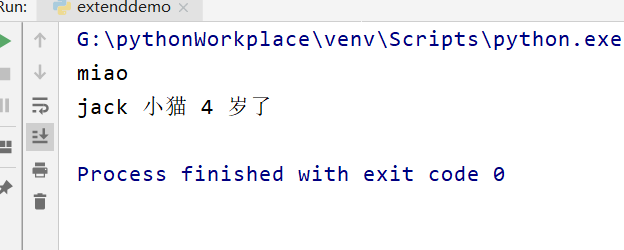 Run: extenddemo ×
G:\pythonWorkplace\venv\Scripts\python.exe
miao
jack 小猫 4 岁了
Process finished with exit code 0